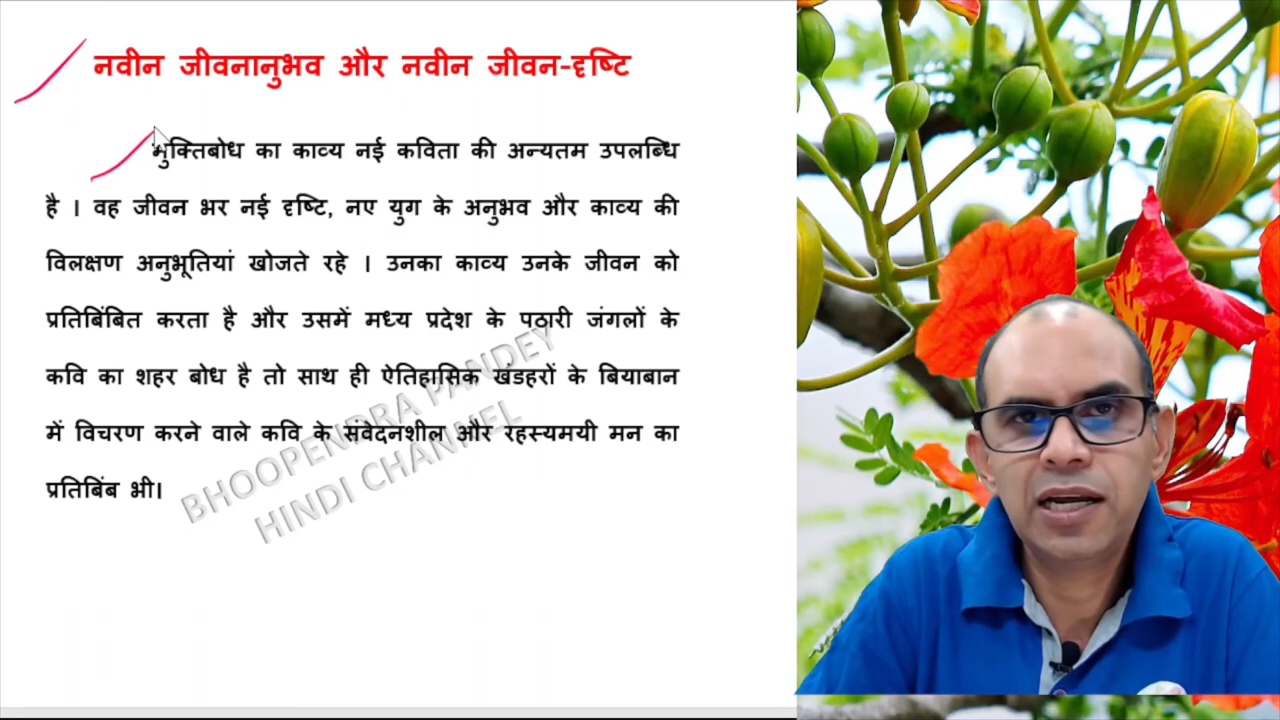 नवीन जीवनानुभव और नवीन जीवन-दृष्टि
मुक्तिबोध का काव्य नई कविता की अन्यतम उपलब्धि
है । वह जीवन भर नई दृष्टि, नए युग के अनुभव और काव्य की
विलक्षण अनुभूतियां खोजते रहे । उनका काव्य उनके जीवन को
प्रतिबिंबित करता है और उसमें मध्य प्रदेश के पठारी जंगलों के
कवि का शहर बोध है तो साथ ही ऐतिहासिक खंडहरों के बियाबान
में विचरण करने वाले कवि के संवेदनशील और रहस्यमयी मन का
प्रतिबिंब भी।
BHOOPENDRA PANDEY
HINDI CHANNEL